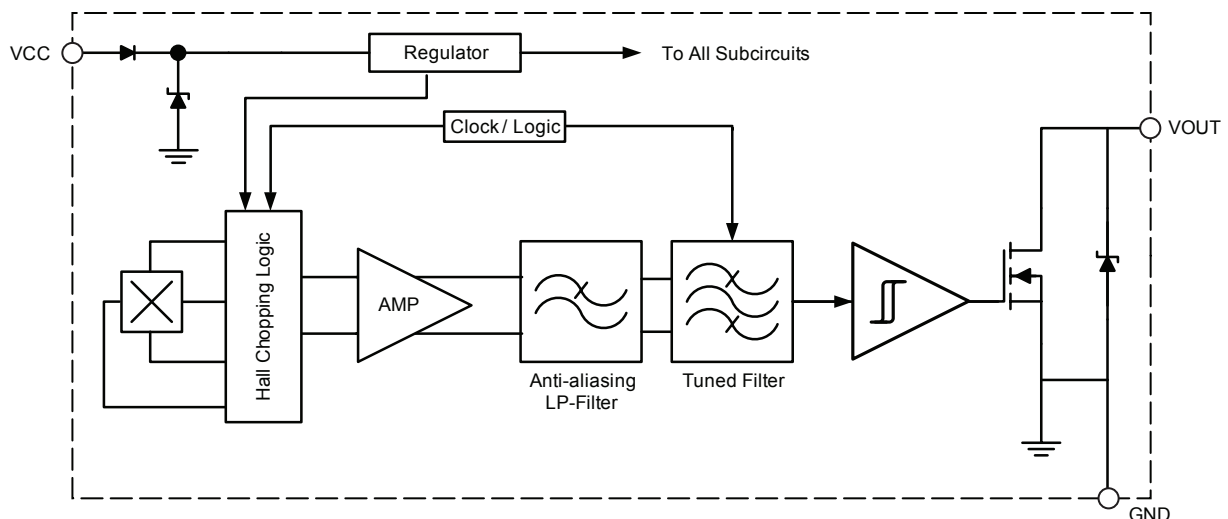 VCC
Regulator
To All Subcircuits
Clock / Logic
VOUT
Hall Chopping Logic
AMP
Anti-aliasing
LP-Filter
Tuned Filter
GND